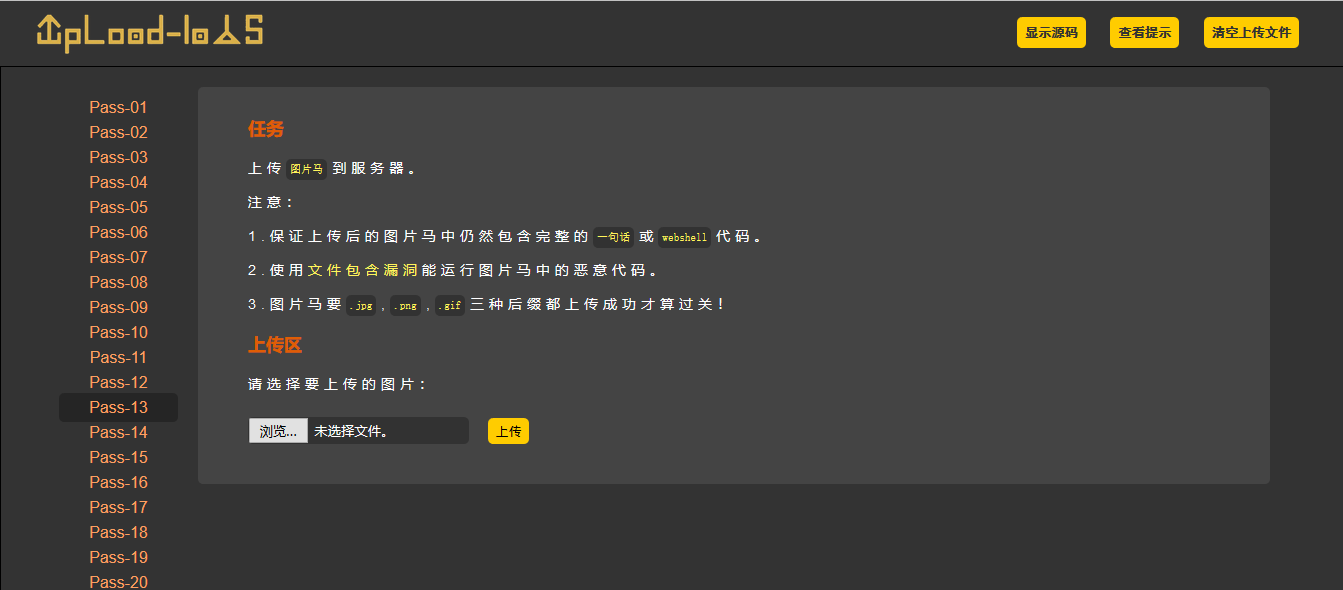 UpLoad-labs
显示源码 查看提示 清空上传文件
Pass-01
Pass-02
Pass-03
Pass-04
Pass-05
Pass-06
Pass-07
Pass-08
Pass-09
Pass-10
Pass-11
Pass-12
Pass-13
Pass-14
Pass-15
Pass-16
Pass-17
Pass-18
Pass-19
Pass-20
任务
上传 图片马 到服务器。
注意：
1.保证上传后的图片马中仍然包含完整的 一句话 或 webshell 代码。
2.使用文件包含漏洞能运行图片马中的恶意代码。
3.图片马要 .jpg , .png , .gif 三种后缀都上传成功才算过关！
上传区
请选择要上传的图片：
浏览... 未选择文件。 上传